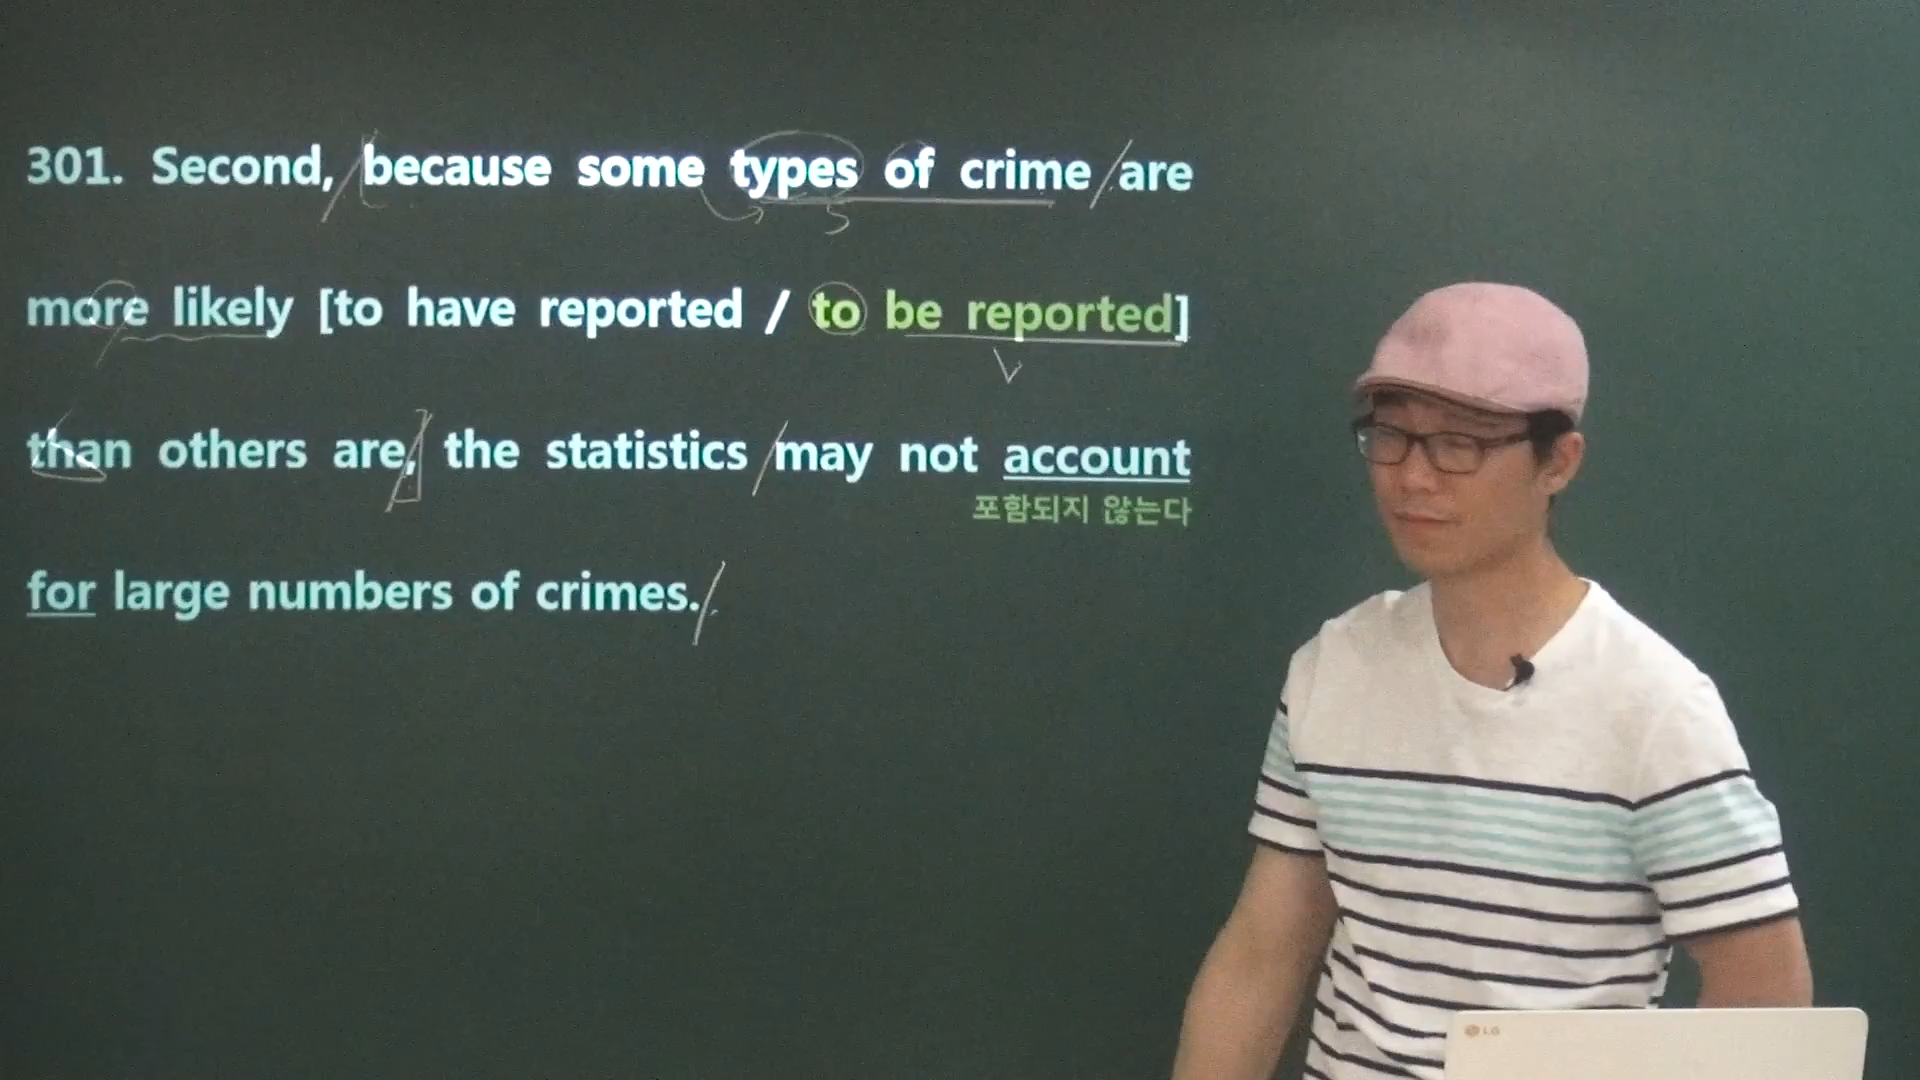 301. Second, because some types of crime are
more likely [to have reported / to be reported]
than others are, the statistics may not account
포함되지 않는다
for large numbers of crimes.
S
V
LG